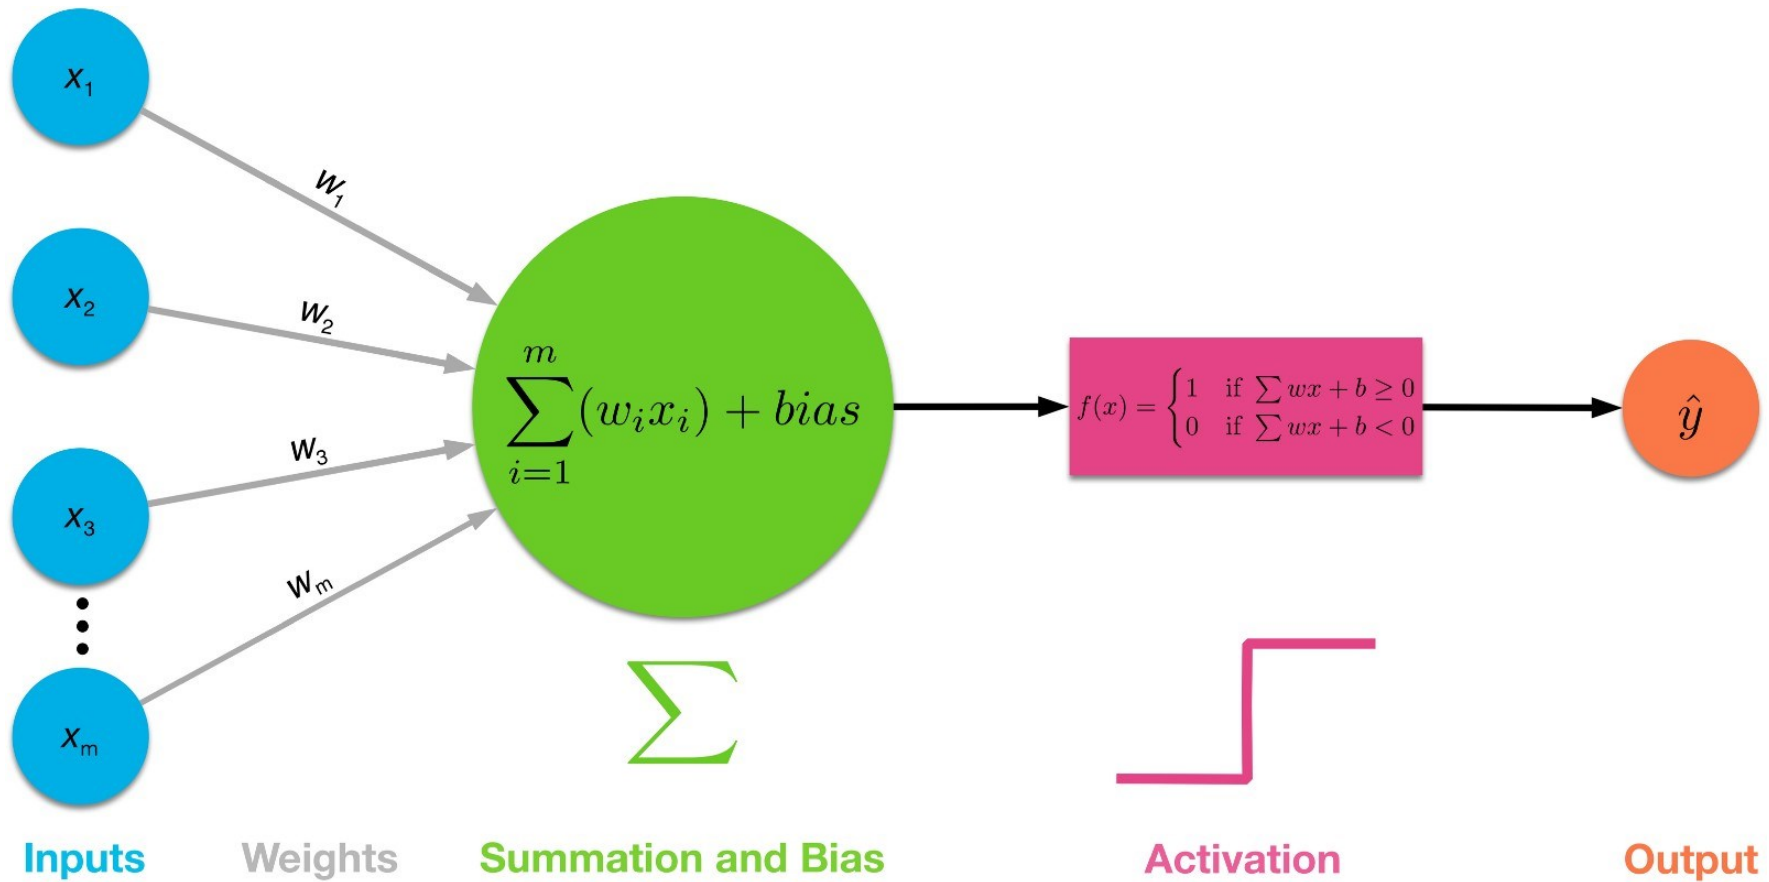 x₁
w₁
x₂
w₂
x₃
w₃
xₘ
wₘ
m
∑(wᵢxᵢ) + bias
i=1
f(x) = {1 if ∑ wx + b ≥ 0
0 if ∑ wx + b < 0
ŷ
∑
Inputs
Weights
Summation and Bias
Activation
Output